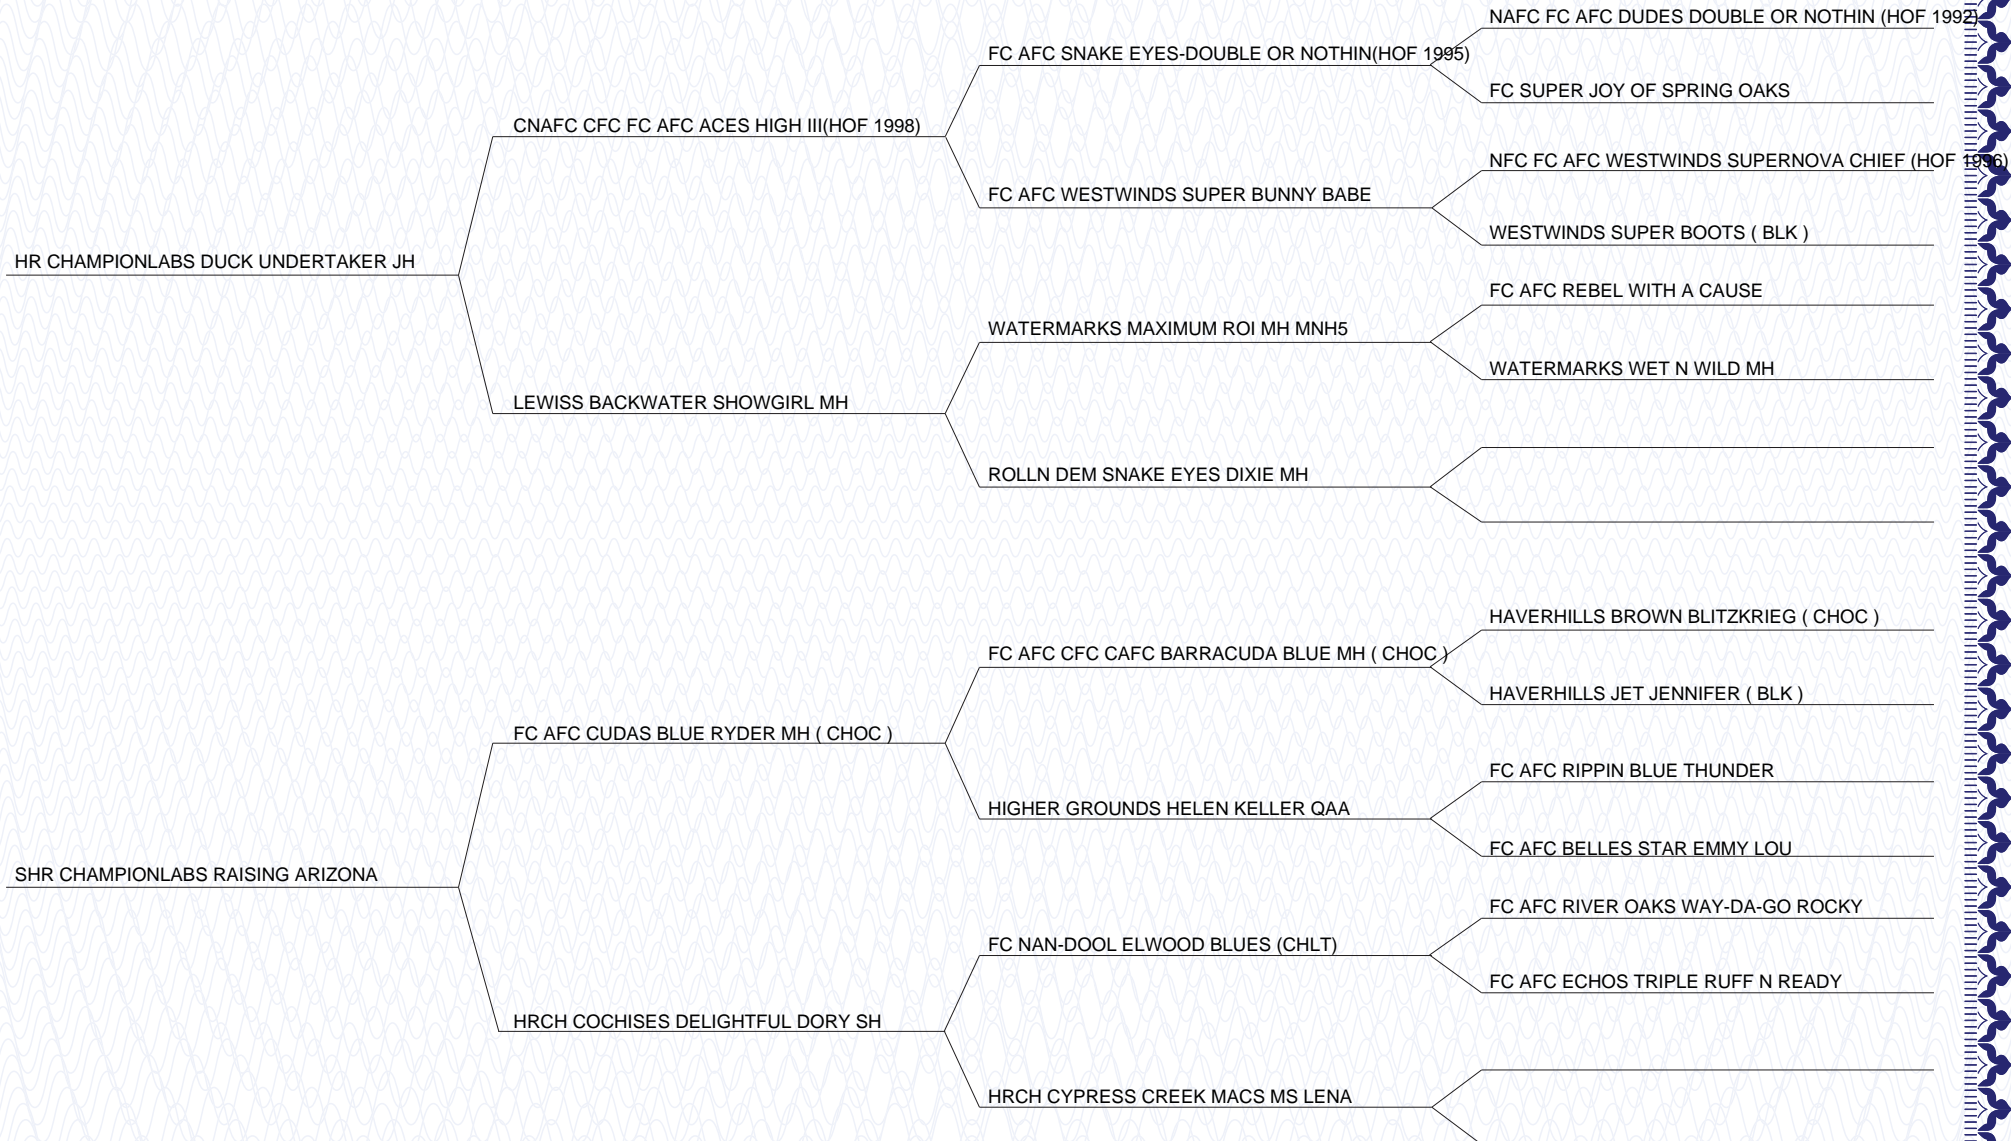 NAFC FC AFC DUDES DOUBLE OR NOTHIN (HOF 1992)
FC AFC SNAKE EYES-DOUBLE OR NOTHIN(HOF 1995)
FC SUPER JOY OF SPRING OAKS
CNAFC CFC FC AFC ACES HIGH III(HOF 1998)
NFC FC AFC WESTWINDS SUPERNOVA CHIEF (HOF 1996)
FC AFC WESTWINDS SUPER BUNNY BABE
WESTWINDS SUPER BOOTS ( BLK )
HR CHAMPIONLABS DUCK UNDERTAKER JH
FC AFC REBEL WITH A CAUSE
WATERMARKS MAXIMUM ROI MH MNH5
WATERMARKS WET N WILD MH
LEWISS BACKWATER SHOWGIRL MH
ROLLN DEM SNAKE EYES DIXIE MH
HAVERHILLS BROWN BLITZKRIEG ( CHOC )
FC AFC CFC CAFC BARRACUDA BLUE MH ( CHOC )
HAVERHILLS JET JENNIFER ( BLK )
FC AFC CUDAS BLUE RYDER MH ( CHOC )
FC AFC RIPPIN BLUE THUNDER
HIGHER GROUNDS HELEN KELLER QAA
FC AFC BELLES STAR EMMY LOU
SHR CHAMPIONLABS RAISING ARIZONA
FC AFC RIVER OAKS WAY-DA-GO ROCKY
FC NAN-DOOL ELWOOD BLUES (CHLT)
FC AFC ECHOS TRIPLE RUFF N READY
HRCH COCHISES DELIGHTFUL DORY SH
HRCH CYPRESS CREEK MACS MS LENA